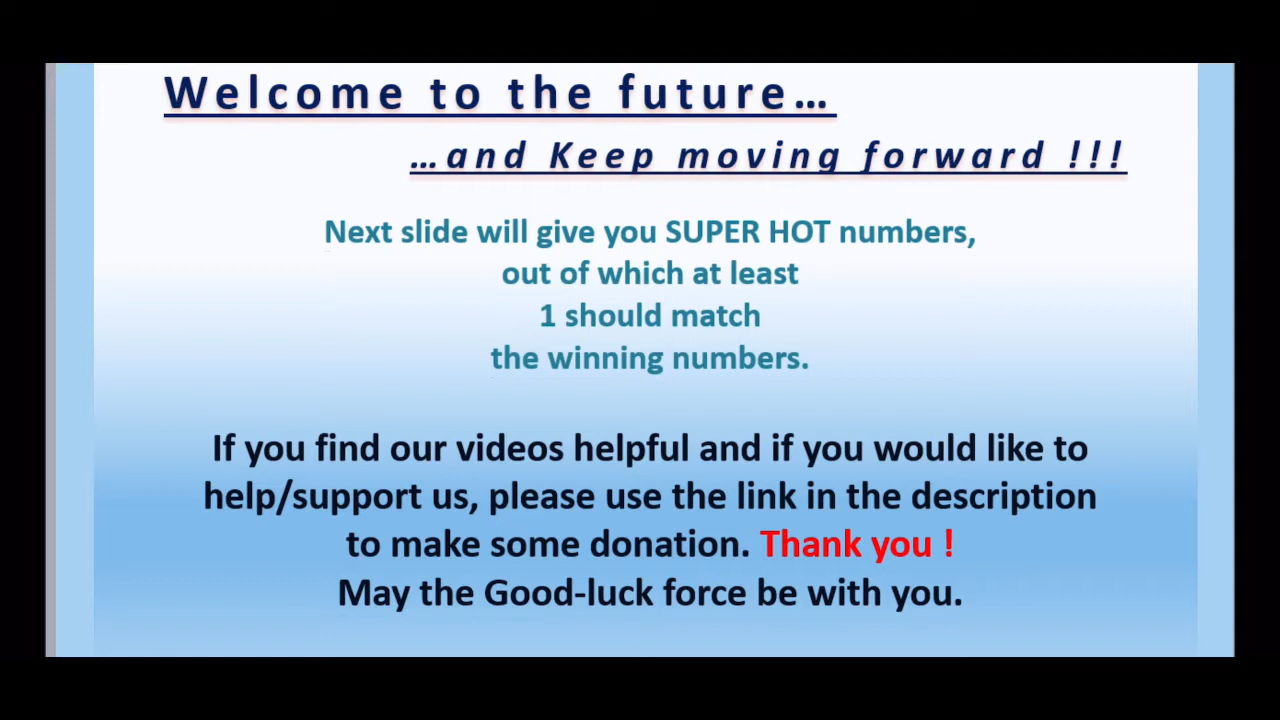 Welcome to the future…
…and Keep moving forward !!!
Next slide will give you SUPER HOT numbers,
out of which at least
1 should match
the winning numbers.
If you find our videos helpful and if you would like to
help/support us, please use the link in the description
to make some donation. Thank you !
May the Good-luck force be with you.